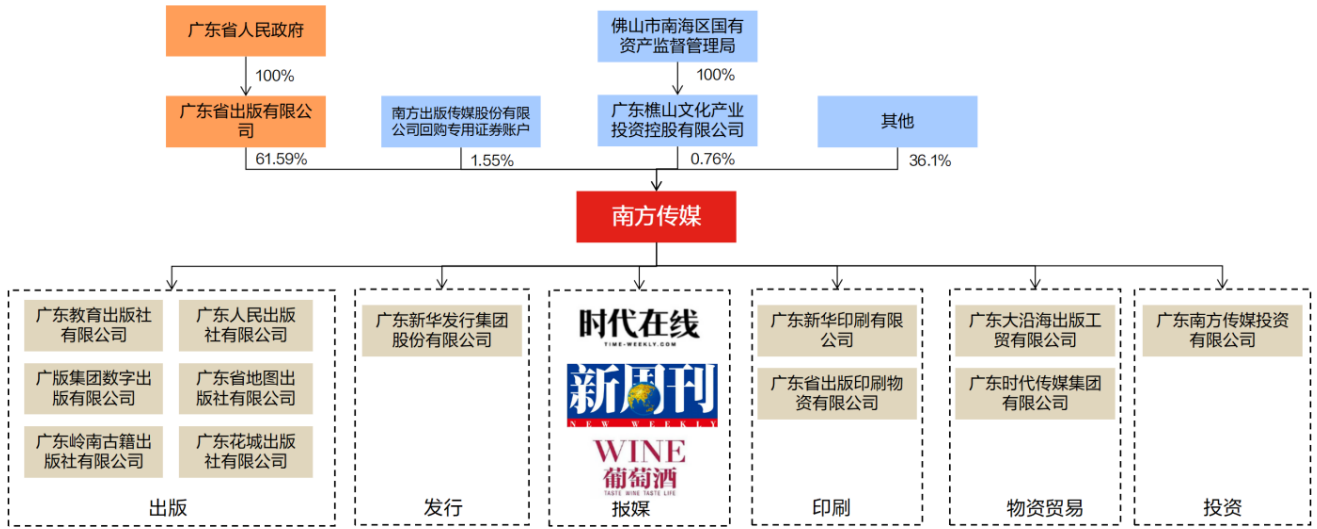 广东省人民政府
佛山市南海区国有
资产监督管理局
100%
100%
广东省出版有限公
司
南方出版传媒股份有限
公司回购专用证券账户
广东樵山文化产业
投资控股有限公司
其他
61.59%
1.55%
0.76%
36.1%
南方传媒
广东教育出版社
有限公司
广东人民出版
社有限公司
广版集团数字出
版有限公司
广东省地图出
版社有限公司
广东岭南古籍出
版社有限公司
广东花城出版
社有限公司
出版
广东新华发行集团
股份有限公司
发行
时代在线
TIME-WEEKLY.COM
新周刊
NEW WEEKLY
WINE
葡萄酒
TASTE WINE TASTE LIFE
报媒
广东新华印刷有限
公司
广东省出版印刷物
资有限公司
印刷
广东大沿海出版工
贸有限公司
广东时代传媒集团
有限公司
物资贸易
广东南方传媒投资
有限公司
投资